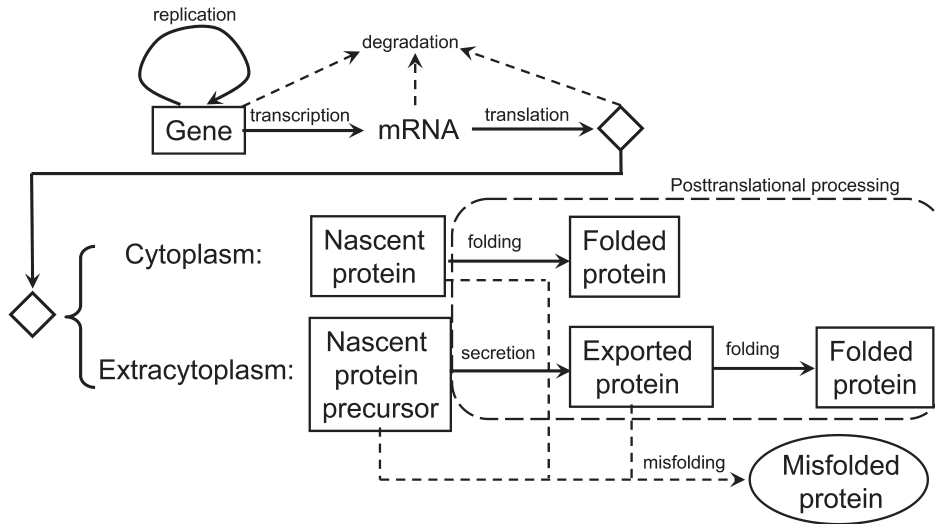 replication
degradation
Gene
transcription
mRNA
translation
Posttranslational processing
Cytoplasm:
Nascent
protein
folding
Folded
protein
Extracytoplasm:
Nascent
protein
precursor
secretion
Exported
protein
folding
Folded
protein
misfolding
Misfolded
protein